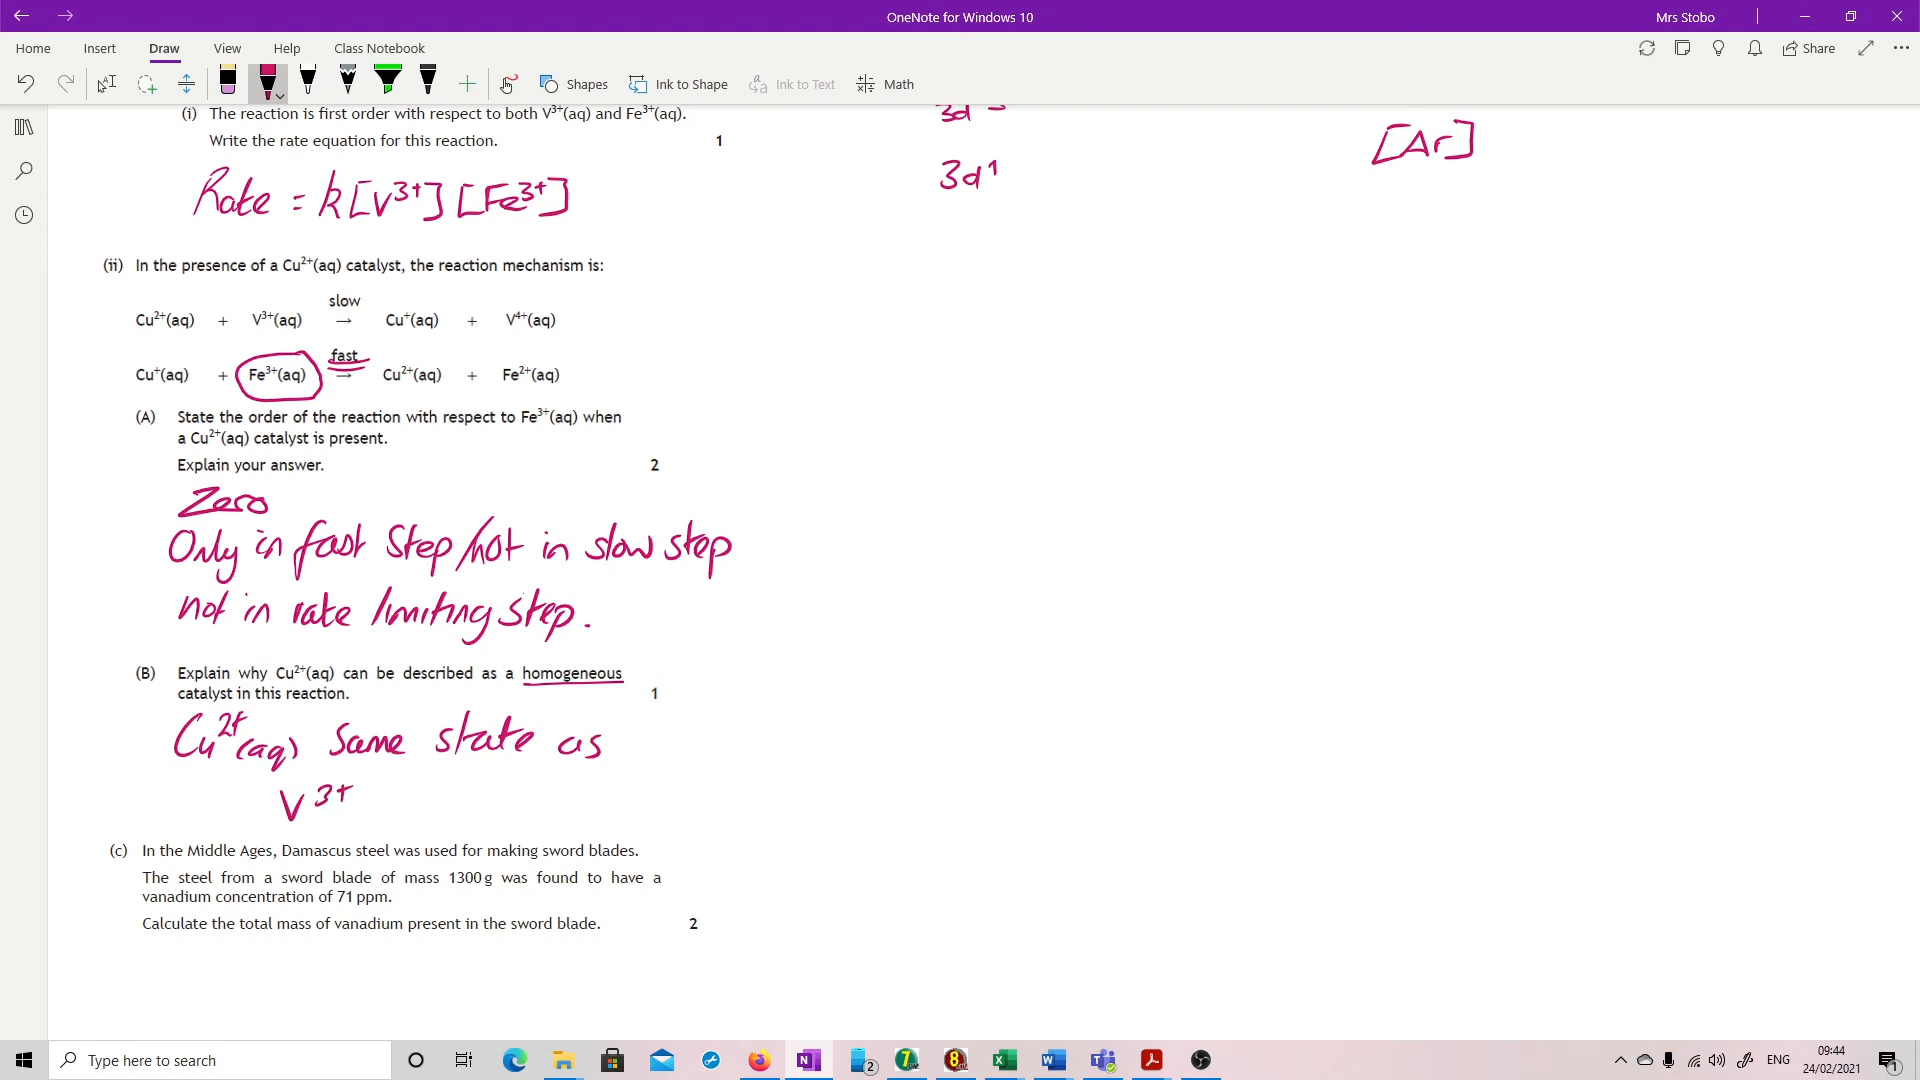 OneNote for Windows 10
Mrs Stobo
Home Insert Draw View Help Class Notebook
Share
Shapes Ink to Shape Ink to Text Math
(i) The reaction is first order with respect to both V³⁺(aq) and Fe³⁺(aq).
Write the rate equation for this reaction. 1
Rate = k[V³⁺][Fe³⁺]
3d
3d¹
[Ar]
(ii) In the presence of a Cu²⁺(aq) catalyst, the reaction mechanism is:
slow
Cu²⁺(aq) + V³⁺(aq) → Cu⁺(aq) + V⁴⁺(aq)
fast
Cu⁺(aq) + Fe³⁺(aq) → Cu²⁺(aq) + Fe²⁺(aq)
(A) State the order of the reaction with respect to Fe³⁺(aq) when
a Cu²⁺(aq) catalyst is present.
Explain your answer. 2
Zero
Only in fast step/not in slow step
not in rate limiting step.
(B) Explain why Cu²⁺(aq) can be described as a homogeneous
catalyst in this reaction. 1
Cu²⁺(aq) same state as
V³⁺
(c) In the Middle Ages, Damascus steel was used for making sword blades.
The steel from a sword blade of mass 1300 g was found to have a
vanadium concentration of 71 ppm.
Calculate the total mass of vanadium present in the sword blade. 2
Type here to search
ENG
09:44
24/02/2021